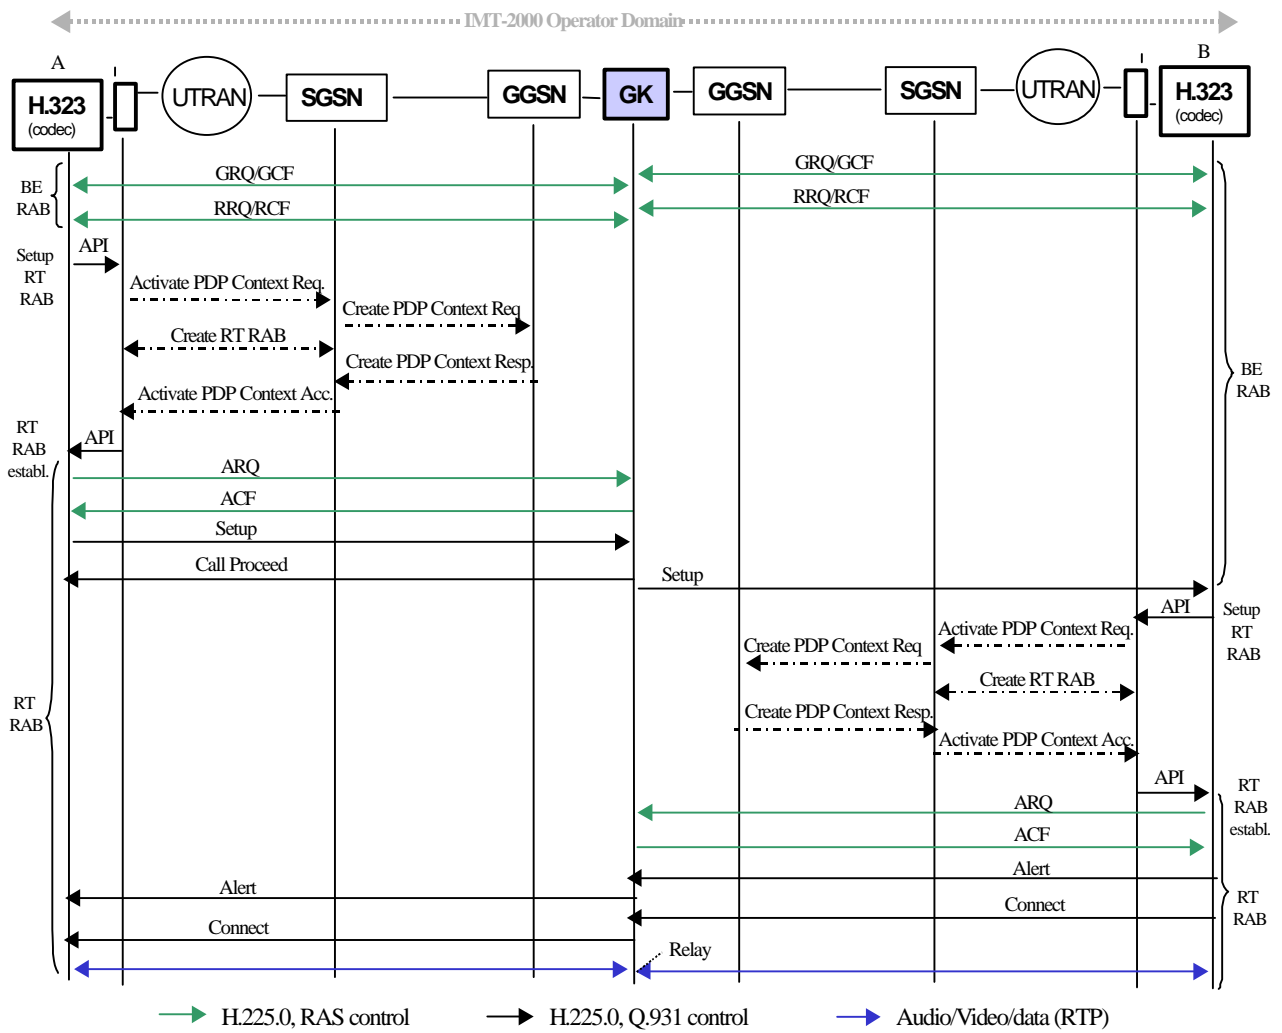 IMT-2000 Operator Domain
A
B
H.323
(codec)
UTRAN
SGSN
GGSN
GK
GGSN
SGSN
UTRAN
H.323
(codec)
BE
RAB
GRQ/GCF
GRQ/GCF
RRQ/RCF
RRQ/RCF
Setup
RT
RAB
API
Activate PDP Context Req.
Create PDP Context Req
Create RT RAB
Create PDP Context Resp.
Activate PDP Context Acc.
BE
RAB
RT
RAB
establ.
API
ARQ
ACF
Setup
Call Proceed
Setup
API
Setup
RT
RAB
Activate PDP Context Req.
Create PDP Context Req
Create RT RAB
RT
RAB
Create PDP Context Resp.
Activate PDP Context Acc.
API
RT
RAB
establ.
ARQ
ACF
Alert
Alert
Connect
RT
RAB
Connect
Relay
H.225.0, RAS control
H.225.0, Q.931 control
Audio/Video/data (RTP)